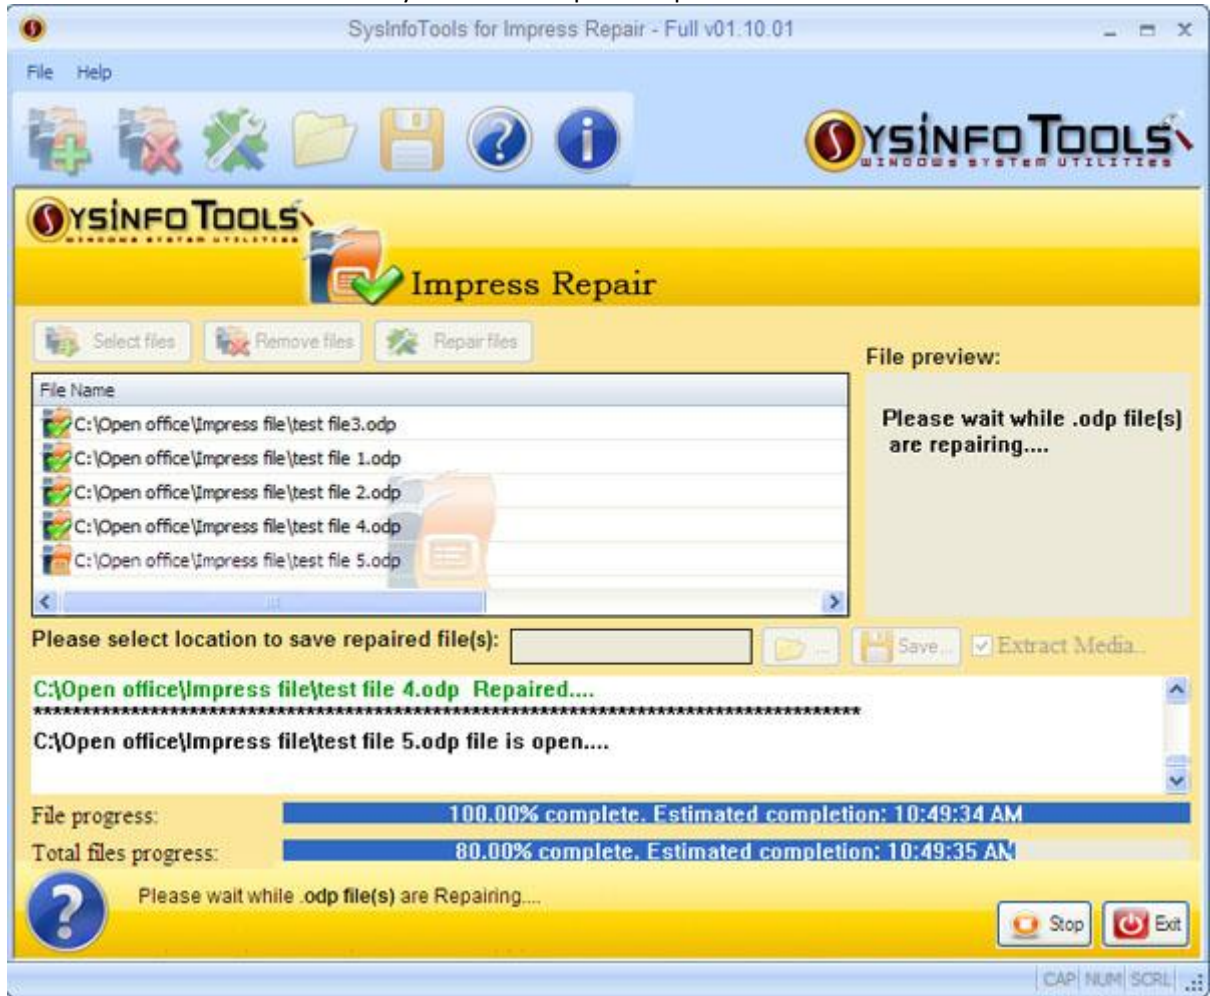 SysInfoTools for Impress Repair - Full v01.10.01
File Help
SYSINFO TOOLS
WINDOWS SYSTEM UTILITIES
SYSINFO TOOLS
WINDOWS SYSTEM UTILITIES
Impress Repair
Select files Remove files Repair files
File preview:
File Name
Please wait while .odp file(s)
are repairing....
C:\Open office\Impress file\test file3.odp
C:\Open office\Impress file\test file 1.odp
C:\Open office\Impress file\test file 2.odp
C:\Open office\Impress file\test file 4.odp
C:\Open office\Impress file\test file 5.odp
Please select location to save repaired file(s): ... Save... Extract Media..
C:\Open office\Impress file\test file 4.odp Repaired....
C:\Open office\Impress file\test file 5.odp file is open....
File progress: 100.00% complete. Estimated completion: 10:49:34 AM
Total files progress: 80.00% complete. Estimated completion: 10:49:35 AM
Please wait while .odp file(s) are Repairing....
Stop Exit
CAP NUM SCRL